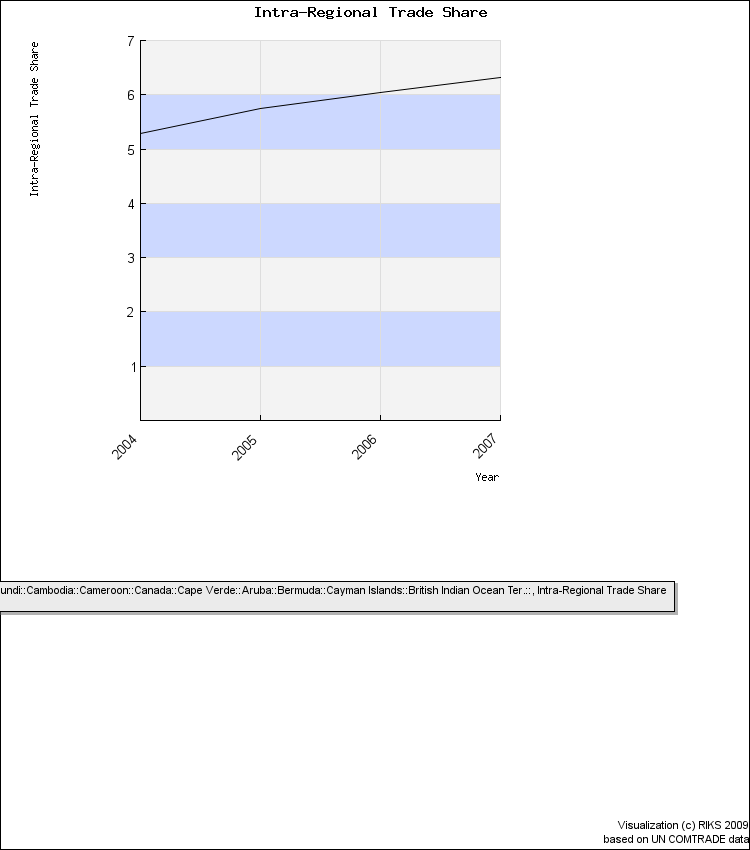 Intra-Regional Trade Share
Intra-Regional Trade Share
7
6
5
4
3
2
1
2004
2005
2006
2007
Year
undi::Cambodia::Cameroon::Canada::Cape Verde::Aruba::Bermuda::Cayman Islands::British Indian Ocean Ter.::, Intra-Regional Trade Share
Visualization (c) RIKS 2009
based on UN COMTRADE data